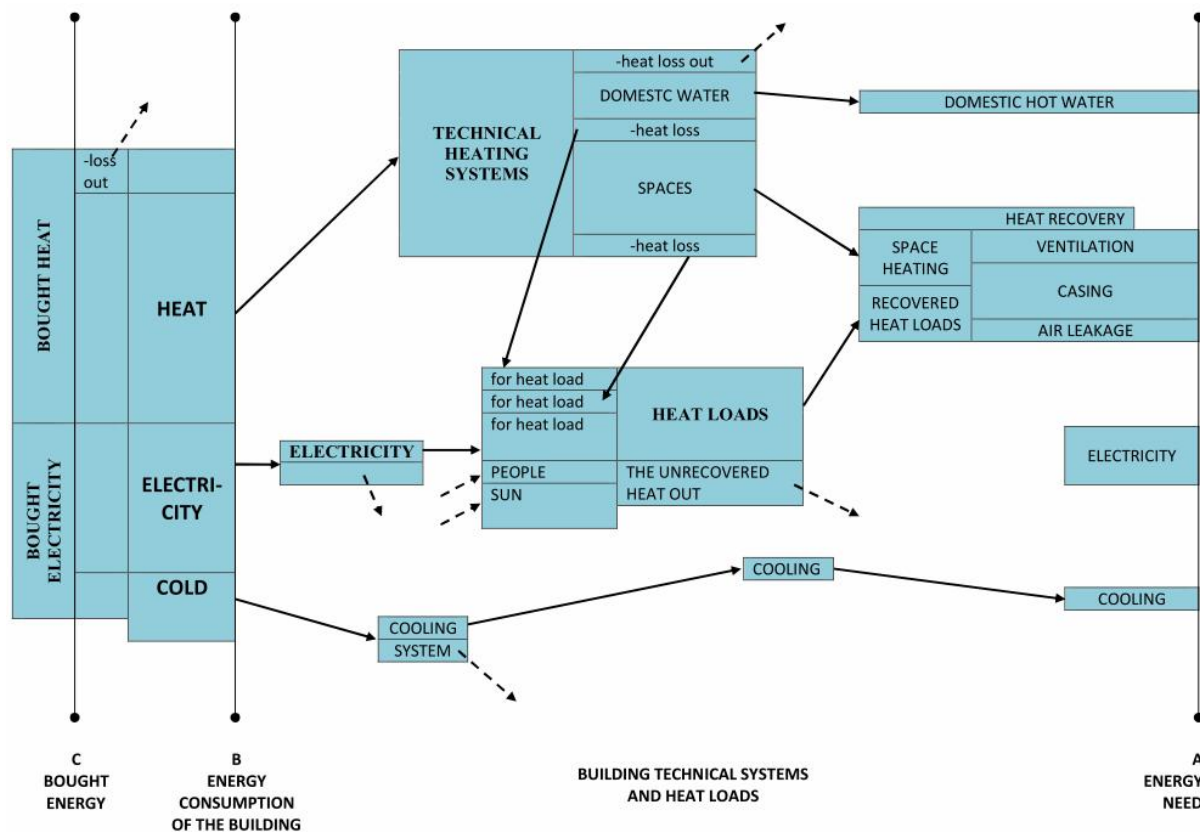 -heat loss out
DOMESTC WATER
DOMESTIC HOT WATER
TECHNICAL
HEATING
SYSTEMS
-heat loss
-loss
out
SPACES
HEAT RECOVERY
-heat loss
SPACE
HEATING
VENTILATION
BOUGHT HEAT
HEAT
CASING
RECOVERED
HEAT LOADS
AIR LEAKAGE
for heat load
for heat load
for heat load
HEAT LOADS
ELECTRICITY
ELECTRICITY
PEOPLE
SUN
THE UNRECOVERED
HEAT OUT
BOUGHT
ELECTRICITY
ELECTRI-
CITY
COLD
COOLING
COOLING
COOLING
SYSTEM
C
BOUGHT
ENERGY
B
ENERGY
CONSUMPTION
OF THE BUILDING
BUILDING TECHNICAL SYSTEMS
AND HEAT LOADS
A
ENERGY
NEED